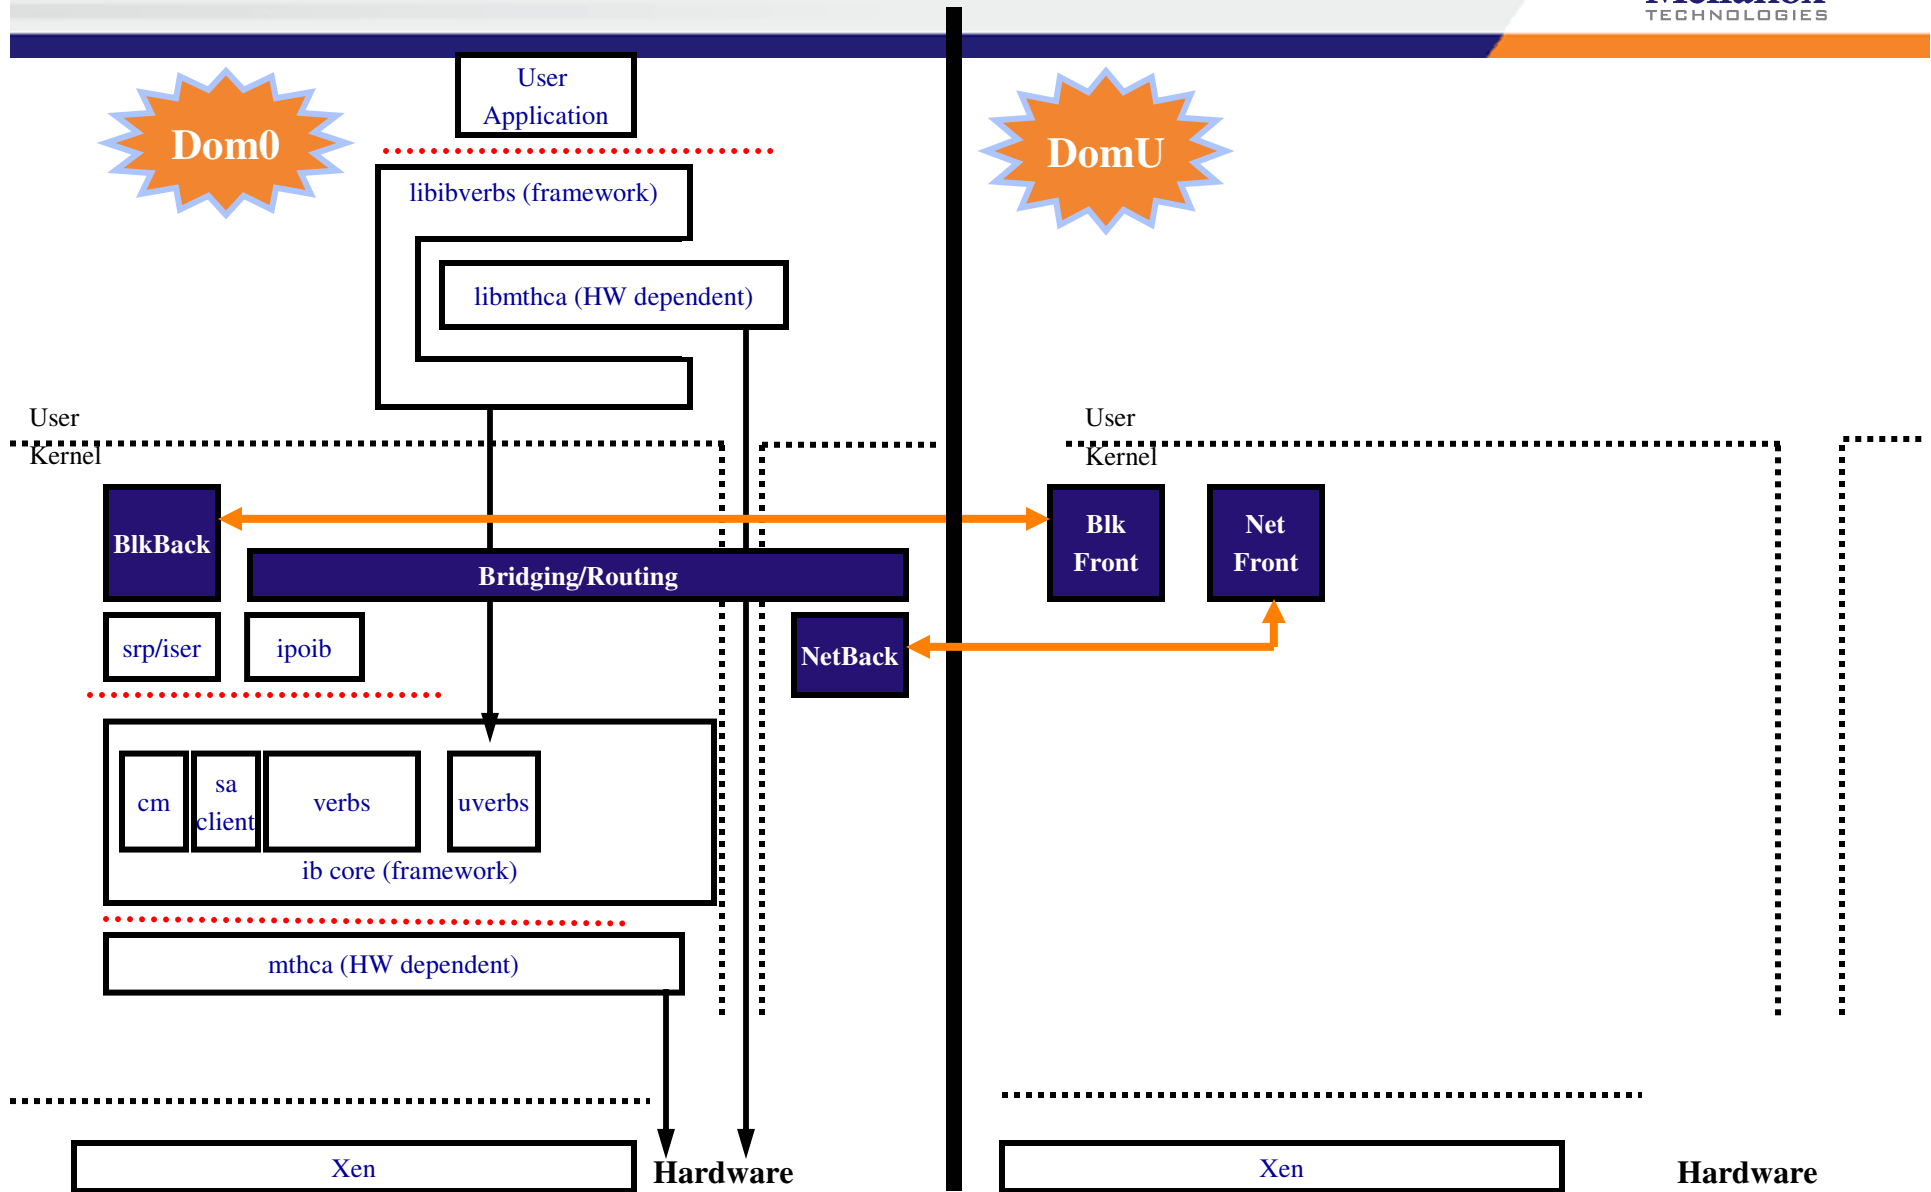 TECHNOLOGIES
User
Application
Dom0
DomU
libibverbs (framework)
libmthca (HW dependent)
User
Kernel
User
Kernel
BlkBack
Blk
Front
Net
Front
Bridging/Routing
srp/iser
ipoib
NetBack
cm
sa
client
verbs
uverbs
ib core (framework)
mthca (HW dependent)
Xen
Hardware
Xen
Hardware